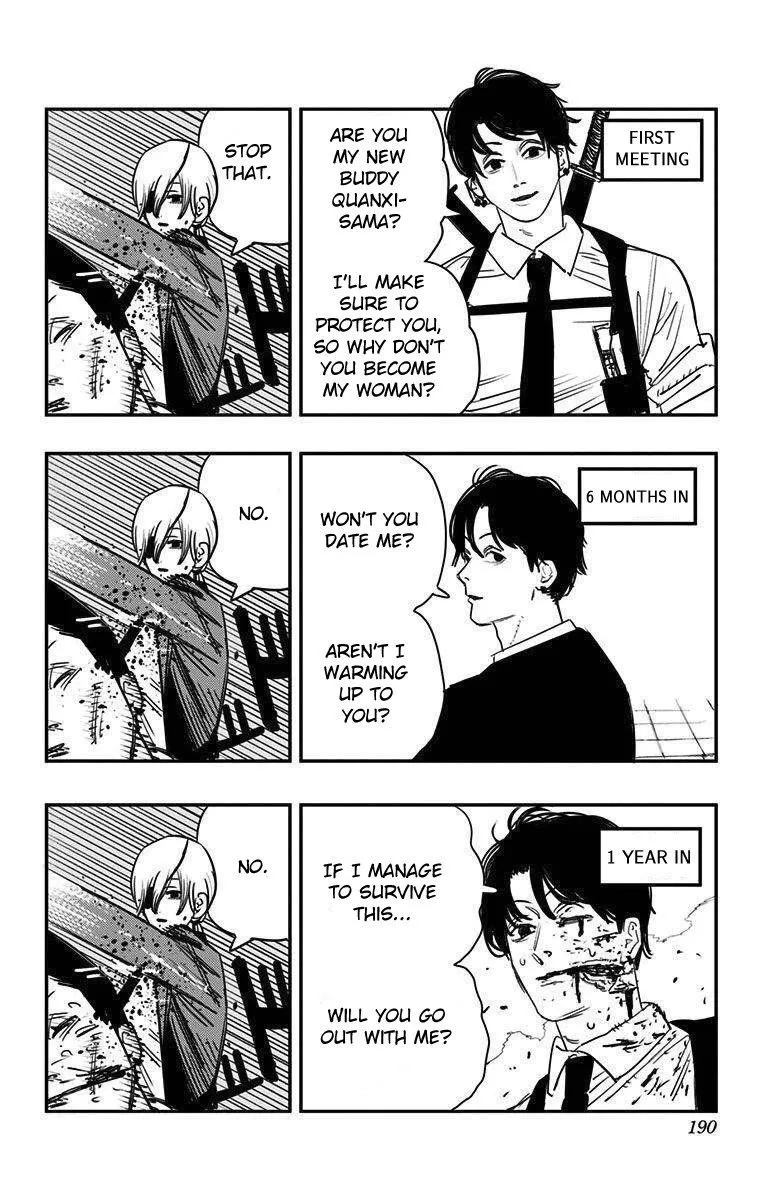 FIRST
MEETING
ARE YOU
MY NEW
BUDDY
QUANXI-
SAMA?
I'LL MAKE
SURE TO
PROTECT YOU,
SO WHY DON'T
YOU BECOME
MY WOMAN?
STOP
THAT.
6 MONTHS IN
WON'T YOU
DATE ME?
AREN'T I
WARMING
UP TO
YOU?
NO.
1 YEAR IN
IF I MANAGE
TO SURVIVE
THIS...
WILL YOU GO
OUT WITH ME?
NO.
190